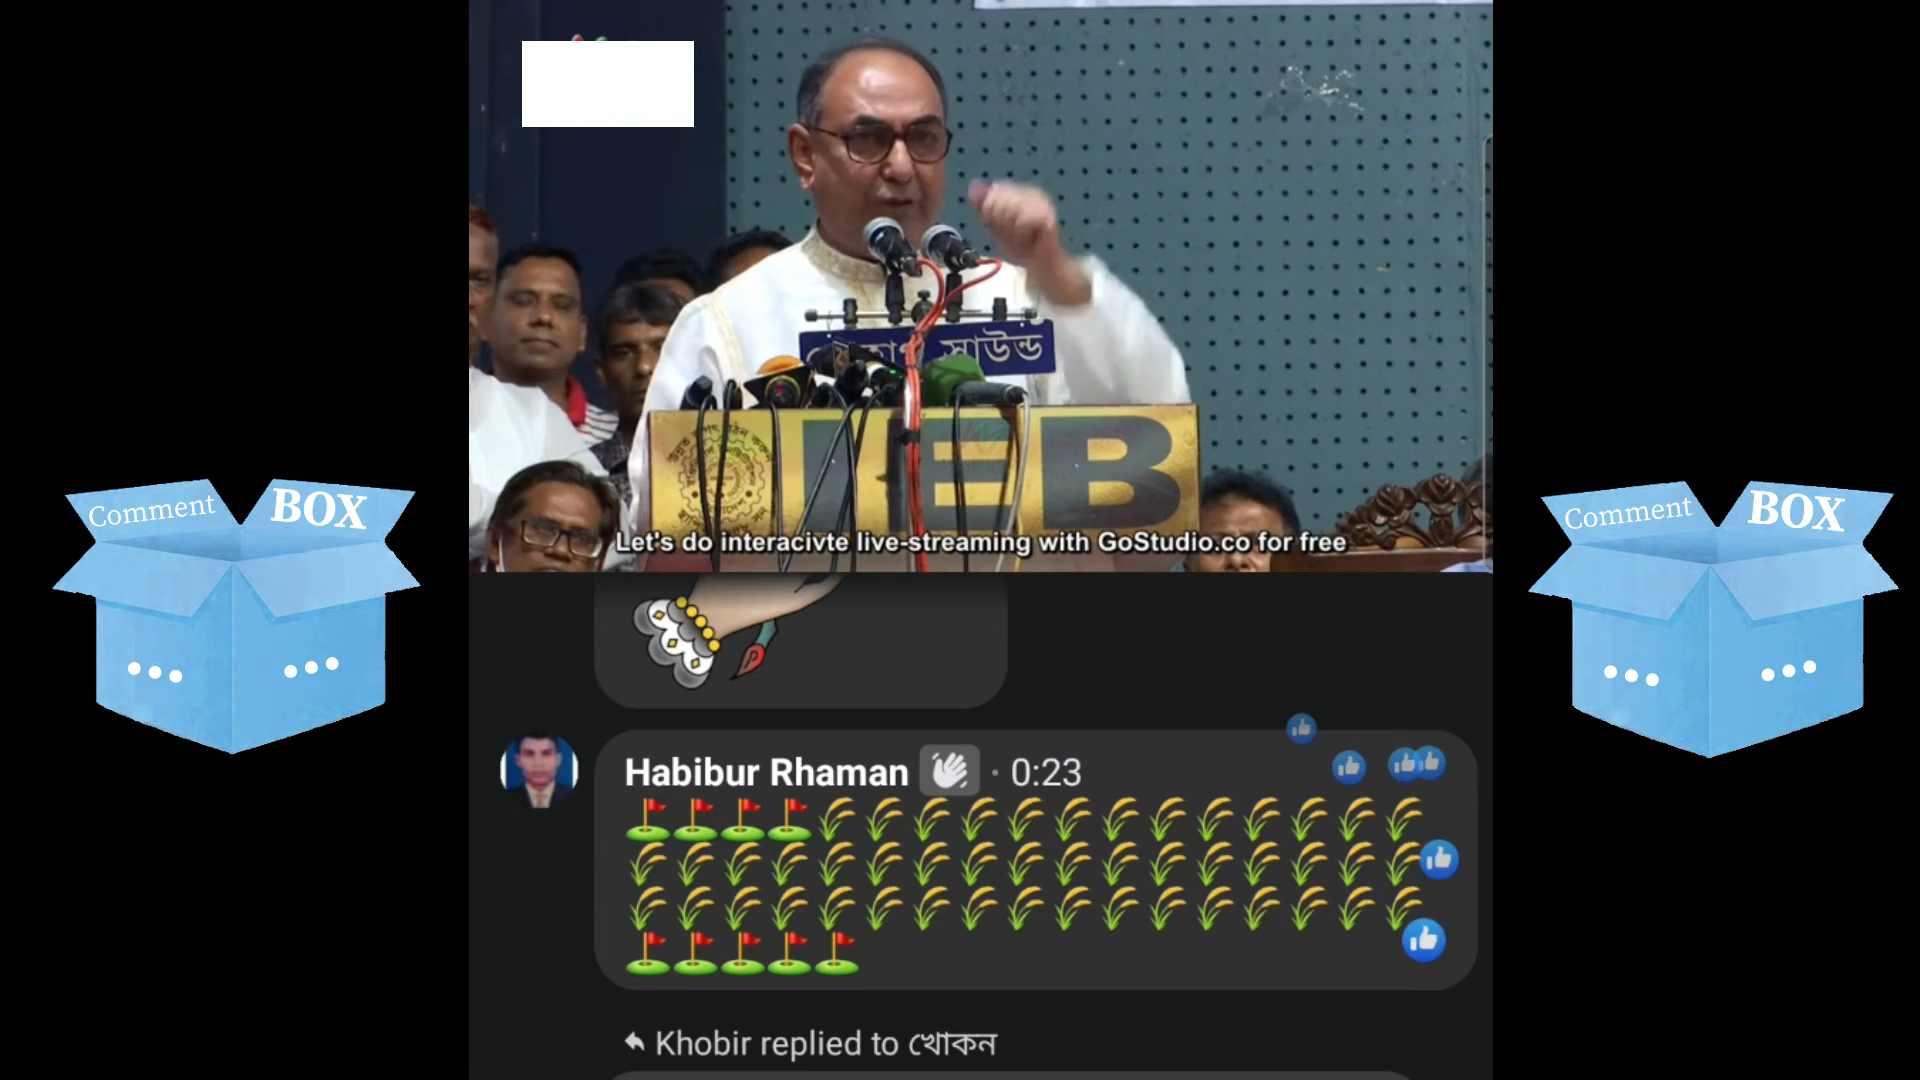 সাউন্ড
IEB
Let's do interacivte live-streaming with GoStudio.co for free
Comment BOX
Comment BOX
Habibur Rhaman · 0:23
Khobir replied to খোকন